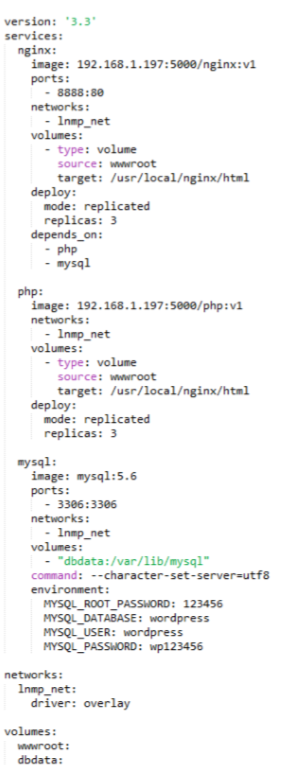 version: '3.3'
services:
  nginx:
    image: 192.168.1.197:5000/nginx:v1
    ports:
      - 8888:80
    networks:
      - lnmp_net
    volumes:
      - type: volume
        source: wwwroot
        target: /usr/local/nginx/html
    deploy:
      mode: replicated
      replicas: 3
    depends_on:
      - php
      - mysql

  php:
    image: 192.168.1.197:5000/php:v1
    networks:
      - lnmp_net
    volumes:
      - type: volume
        source: wwwroot
        target: /usr/local/nginx/html
    deploy:
      mode: replicated
      replicas: 3

  mysql:
    image: mysql:5.6
    ports:
      - 3306:3306
    networks:
      - lnmp_net
    volumes:
      - "dbdata:/var/lib/mysql"
    command: --character-set-server=utf8
    environment:
      MYSQL_ROOT_PASSWORD: 123456
      MYSQL_DATABASE: wordpress
      MYSQL_USER: wordpress
      MYSQL_PASSWORD: wp123456

networks:
  lnmp_net:
    driver: overlay

volumes:
  wwwroot:
  dbdata: